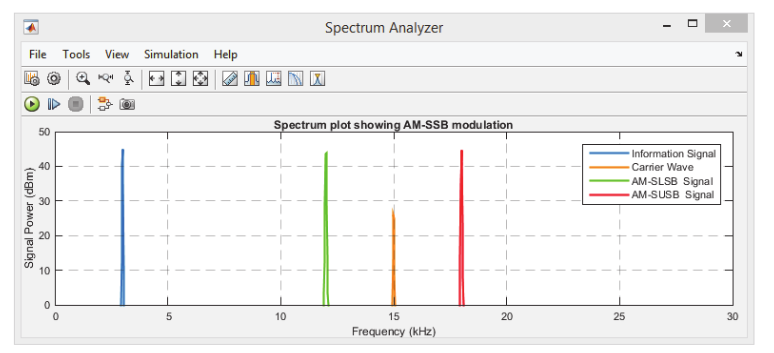 Spectrum Analyzer
File Tools View Simulation Help
Spectrum plot showing AM-SSB modulation
50
40
30
20
10
0
Signal Power (dBm)
Information Signal
Carrier Wave
AM-SLSB Signal
AM-SUSB Signal
0 5 10 15 20 25 30
Frequency (kHz)